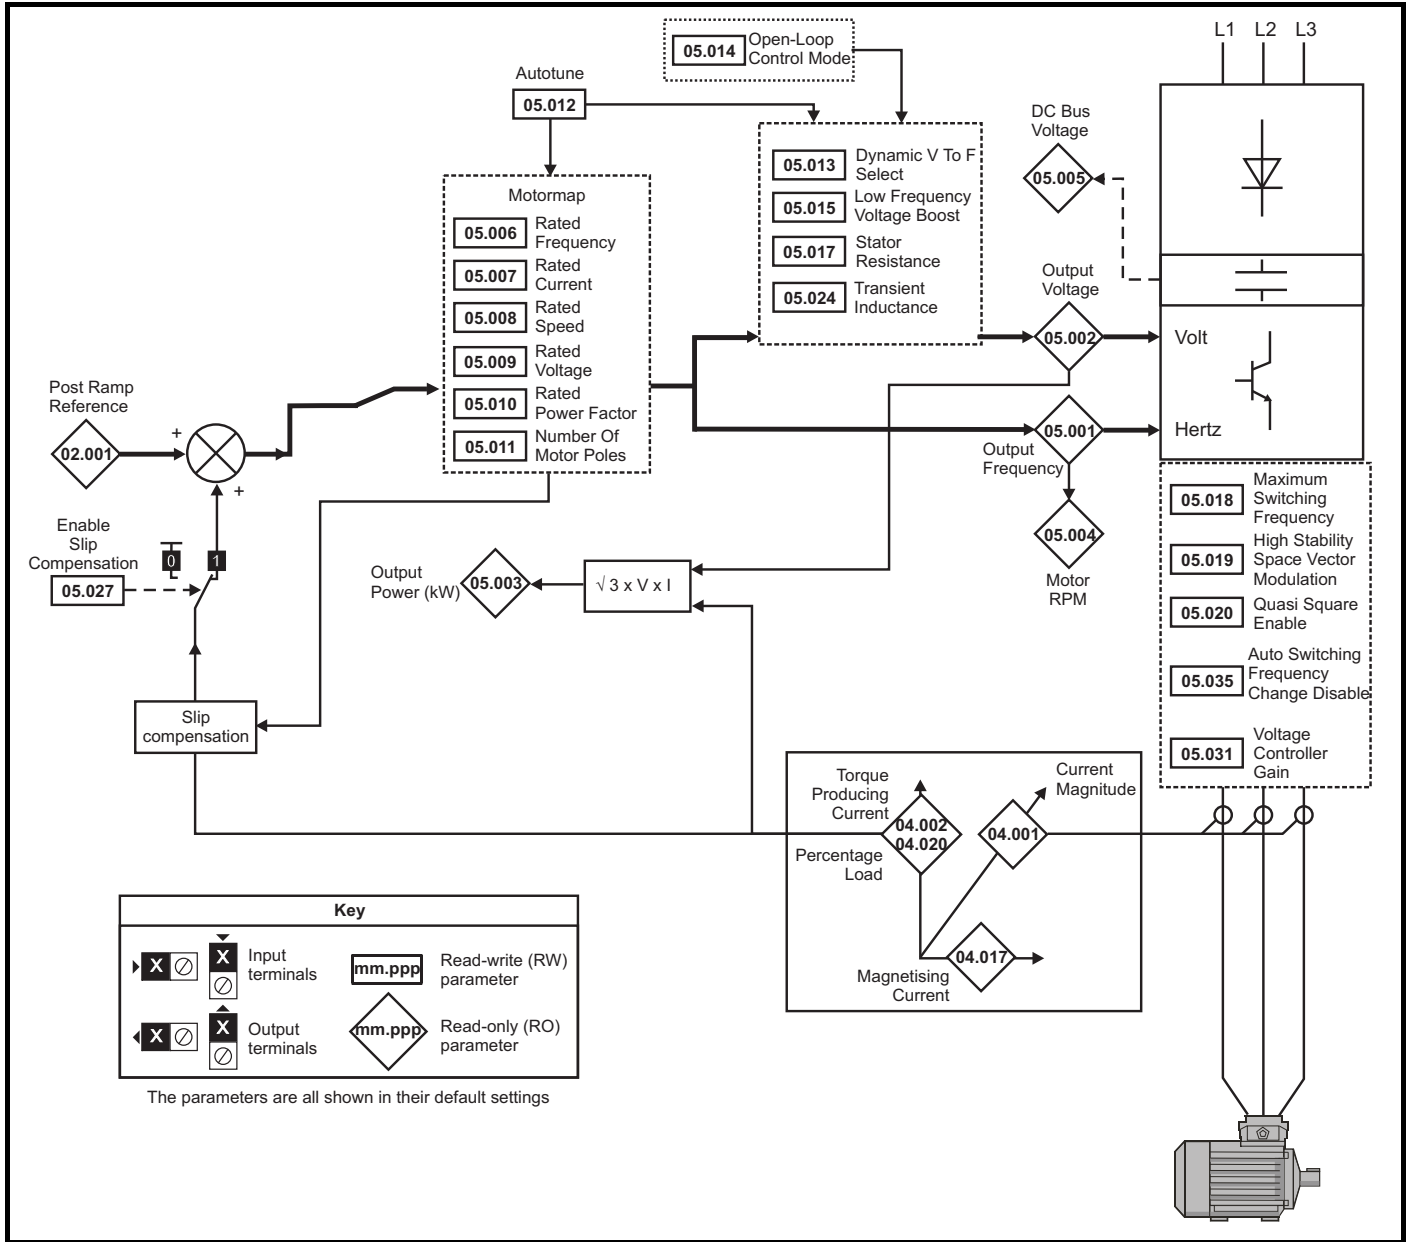 L1 L2 L3
05.014
Open-Loop
Control Mode
Autotune
05.012
DC Bus
Voltage
05.005
05.013
Dynamic V To F
Select
05.015
Low Frequency
Voltage Boost
05.017
Stator
Resistance
05.024
Transient
Inductance
Motormap
05.006
Rated
Frequency
05.007
Rated
Current
05.008
Rated
Speed
05.009
Rated
Voltage
05.010
Rated
Power Factor
05.011
Number Of
Motor Poles
Output
Voltage
05.002
Volt
05.001
Output
Frequency
Hertz
05.004
Motor
RPM
Post Ramp
Reference
02.001
+
+
Enable
Slip
Compensation
05.027
0
1
Output
Power (kW)
05.003
√ 3 x V x I
Slip
compensation
05.018
Maximum
Switching
Frequency
05.019
High Stability
Space Vector
Modulation
05.020
Quasi Square
Enable
05.035
Auto Switching
Frequency
Change Disable
05.031
Voltage
Controller
Gain
Torque
Producing
Current
04.002
04.020
Percentage
Load
Current
Magnitude
04.001
04.017
Magnetising
Current
Key
X
X
Input
terminals
mm.ppp
Read-write (RW)
parameter
X
X
Output
terminals
mm.ppp
Read-only (RO)
parameter
The parameters are all shown in their default settings